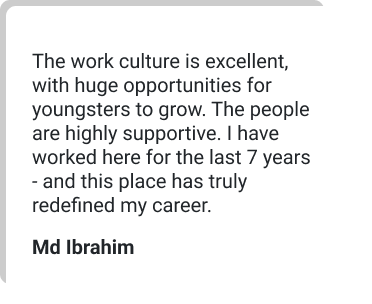 The work culture is excellent,
with huge opportunities for
youngsters to grow. The people
are highly supportive. I have
worked here for the last 7 years
- and this place has truly
redefined my career.
Md Ibrahim